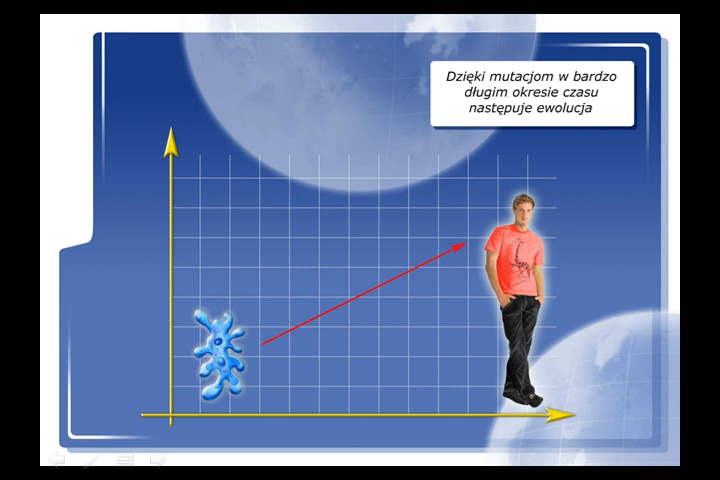 Dzięki mutacjom w bardzo
długim okresie czasu
następuje ewolucja